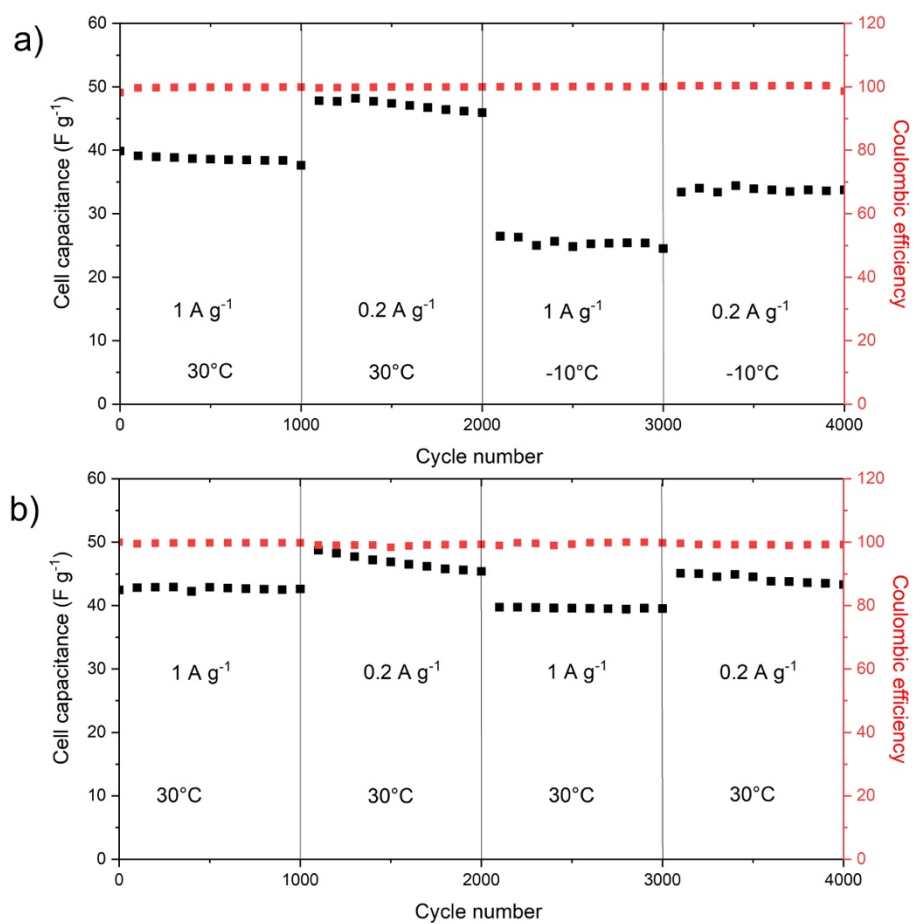 a)
Cell capacitance (F g⁻¹)
60
50
40
30
20
10
0
1 A g⁻¹
0.2 A g⁻¹
1 A g⁻¹
0.2 A g⁻¹
30°C
30°C
-10°C
-10°C
120
100
80
60
40
20
0
Coulombic efficiency
0
1000
2000
3000
4000
Cycle number
b)
Cell capacitance (F g⁻¹)
60
50
40
30
20
10
0
1 A g⁻¹
0.2 A g⁻¹
1 A g⁻¹
0.2 A g⁻¹
30°C
30°C
30°C
30°C
120
100
80
60
40
20
0
Coulombic efficiency
0
1000
2000
3000
4000
Cycle number